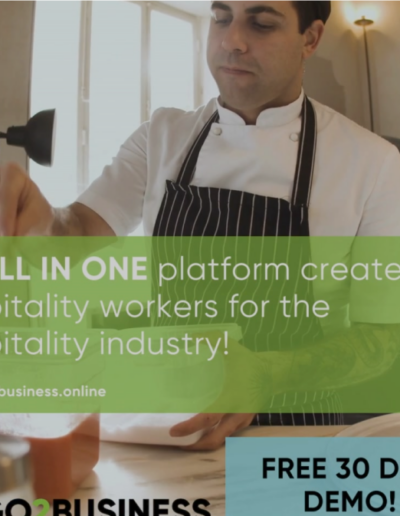 LL IN ONE platform create
pitality workers for the
pitality industry!
business.online
FREE 30 D
DEMO!
GO2BUSINESS